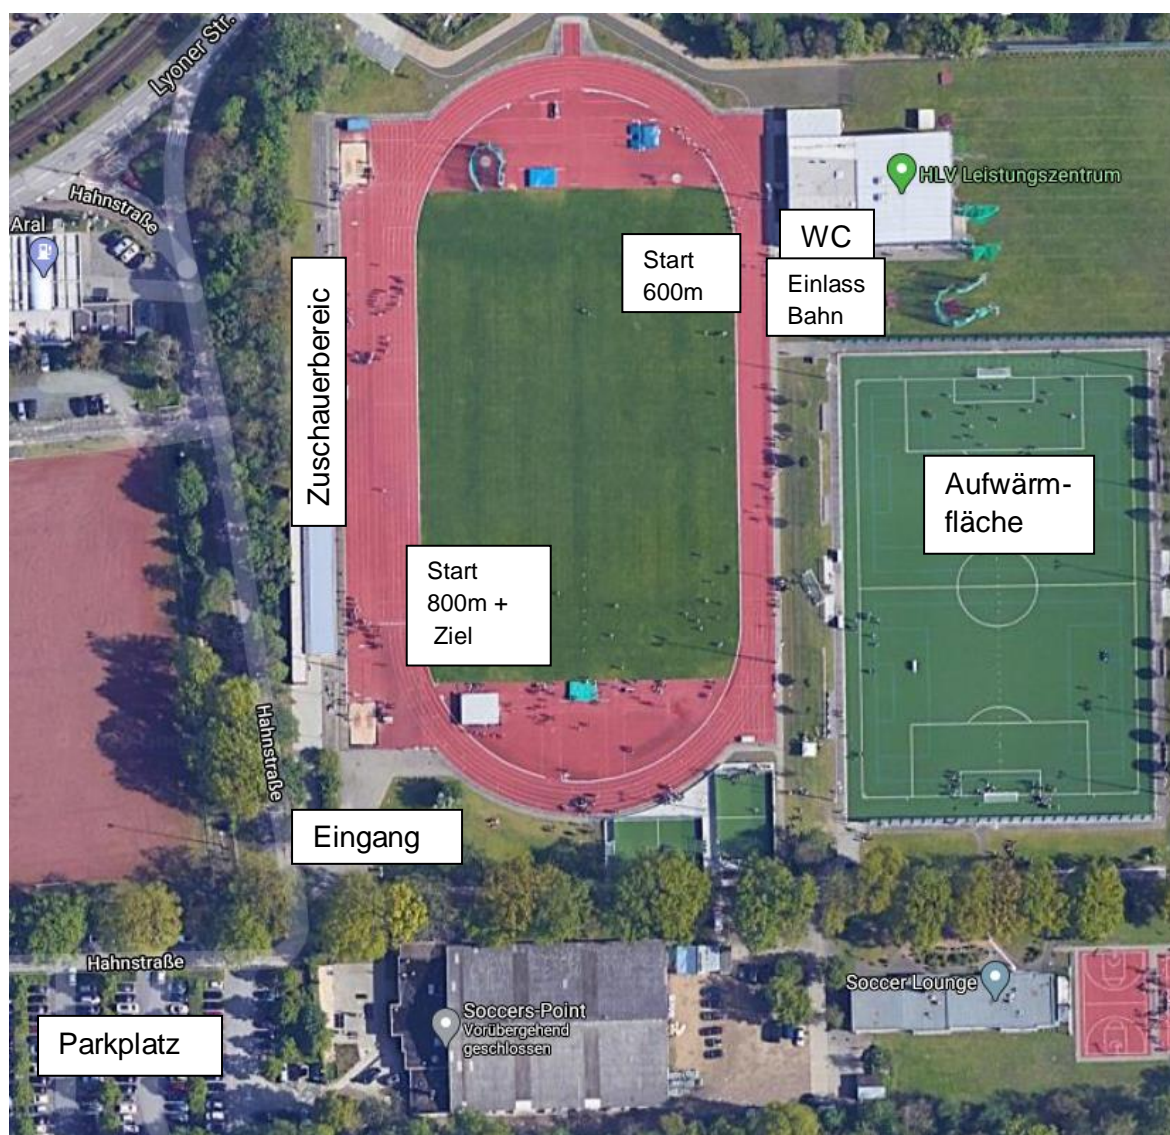 Lyoner Str.
Hahnstraße
Aral
HLV Leistungszentrum
WC
Start
600m
Einlass
Bahn
Zuschauerbereic
Aufwärm-
fläche
Start
800m +
Ziel
Hahnstraße
Eingang
Hahnstraße
Soccer Lounge
Soccers-Point
Vorübergehend
geschlossen
Parkplatz